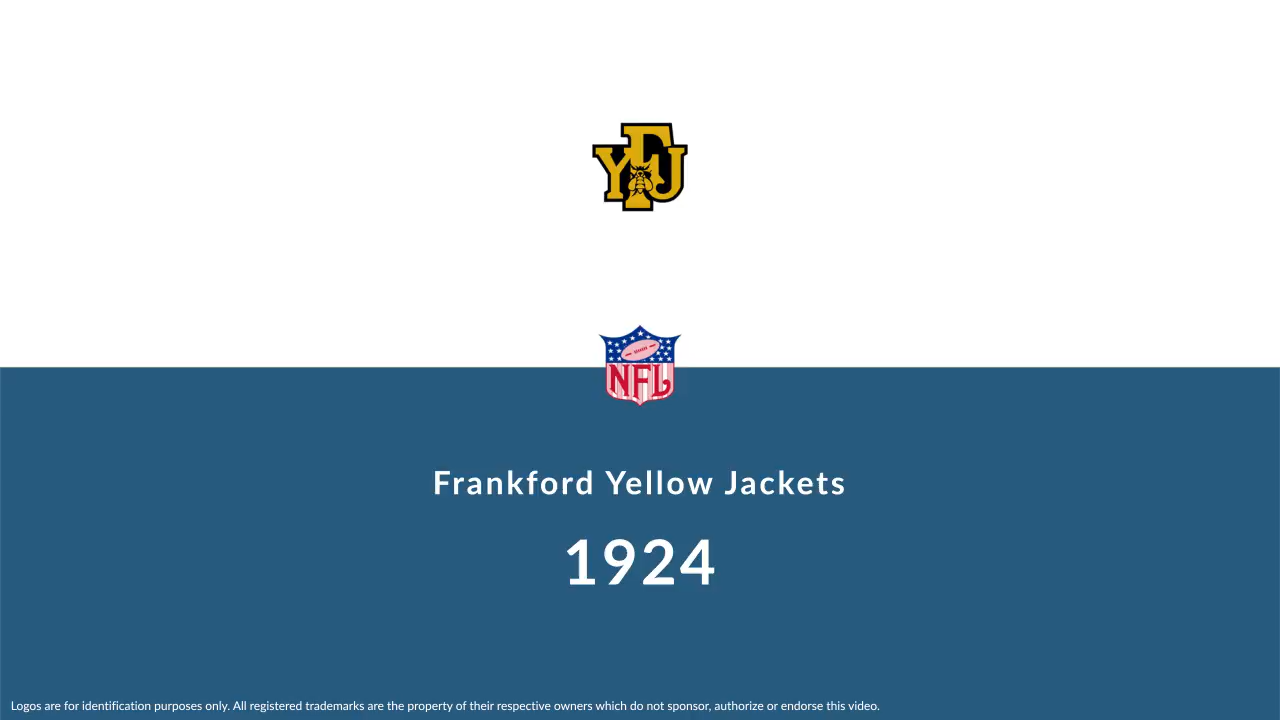 YFJ
NFL
Frankford Yellow Jackets
1924
Logos are for identification purposes only. All registered trademarks are the property of their respective owners which do not sponsor, authorize or endorse this video.